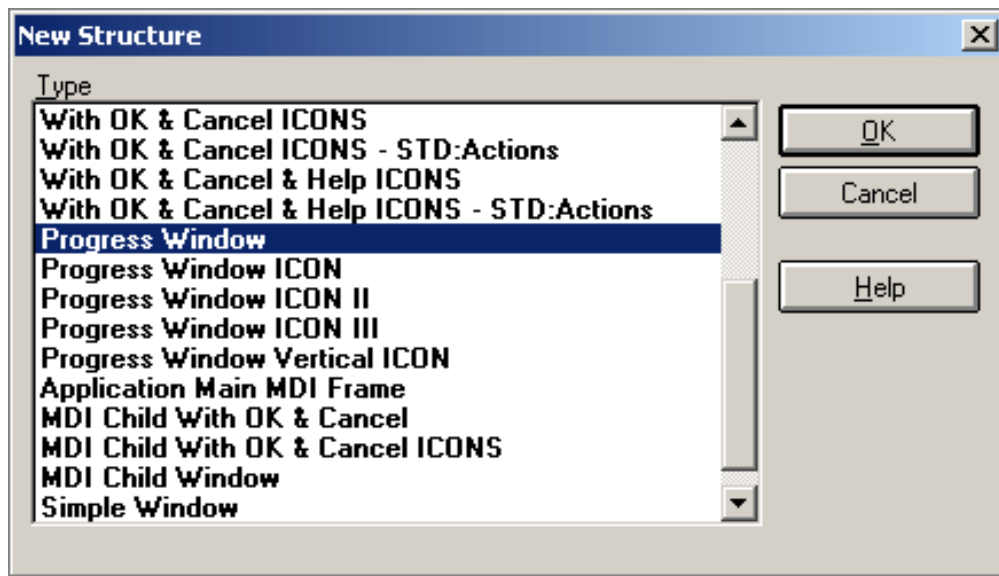 New Structure
Type
With OK & Cancel ICONS
With OK & Cancel ICONS - STD:Actions
With OK & Cancel & Help ICONS
With OK & Cancel & Help ICONS - STD:Actions
Progress Window
Progress Window ICON
Progress Window ICON II
Progress Window ICON III
Progress Window Vertical ICON
Application Main MDI Frame
MDI Child With OK & Cancel
MDI Child With OK & Cancel ICONS
MDI Child Window
Simple Window
OK
Cancel
Help